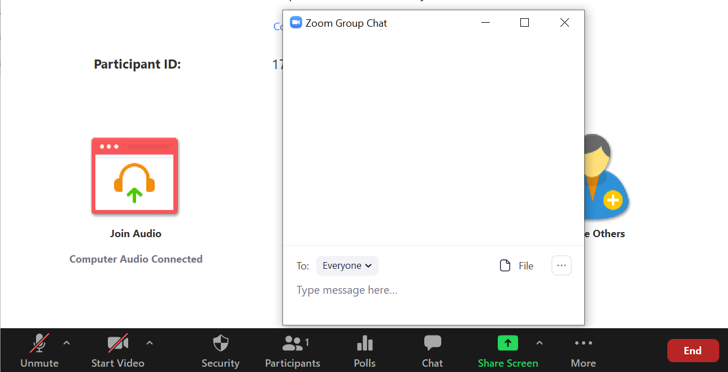 Co
Zoom Group Chat
Participant ID:
17
Join Audio
Computer Audio Connected
e Others
To:
Everyone
File
Type message here...
Unmute
Start Video
Security
Participants
1
Polls
Chat
Share Screen
More
End